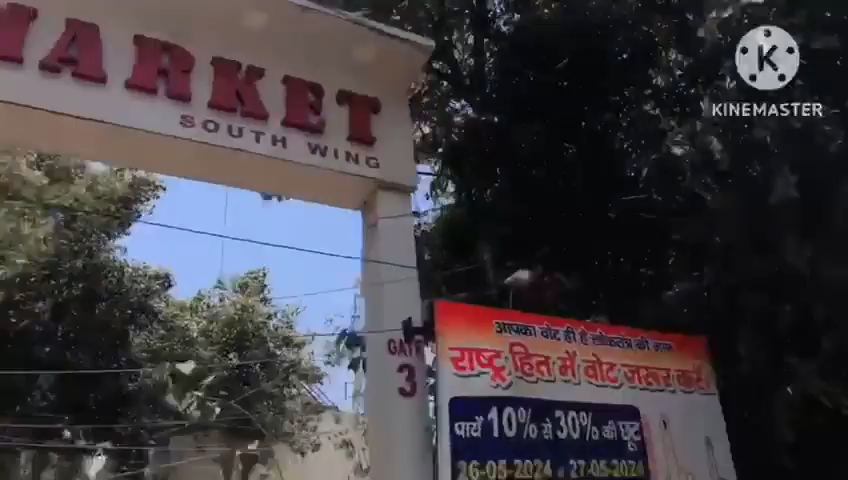 MARKET
SOUTH WING
KINEMASTER
GATE
3
आपका वोट ही है लोकतंत्र की जान
राष्ट्र हित में वोट जरूर करें
पायें 10% से 30% की छूट
26-05-2024 27-05-2024